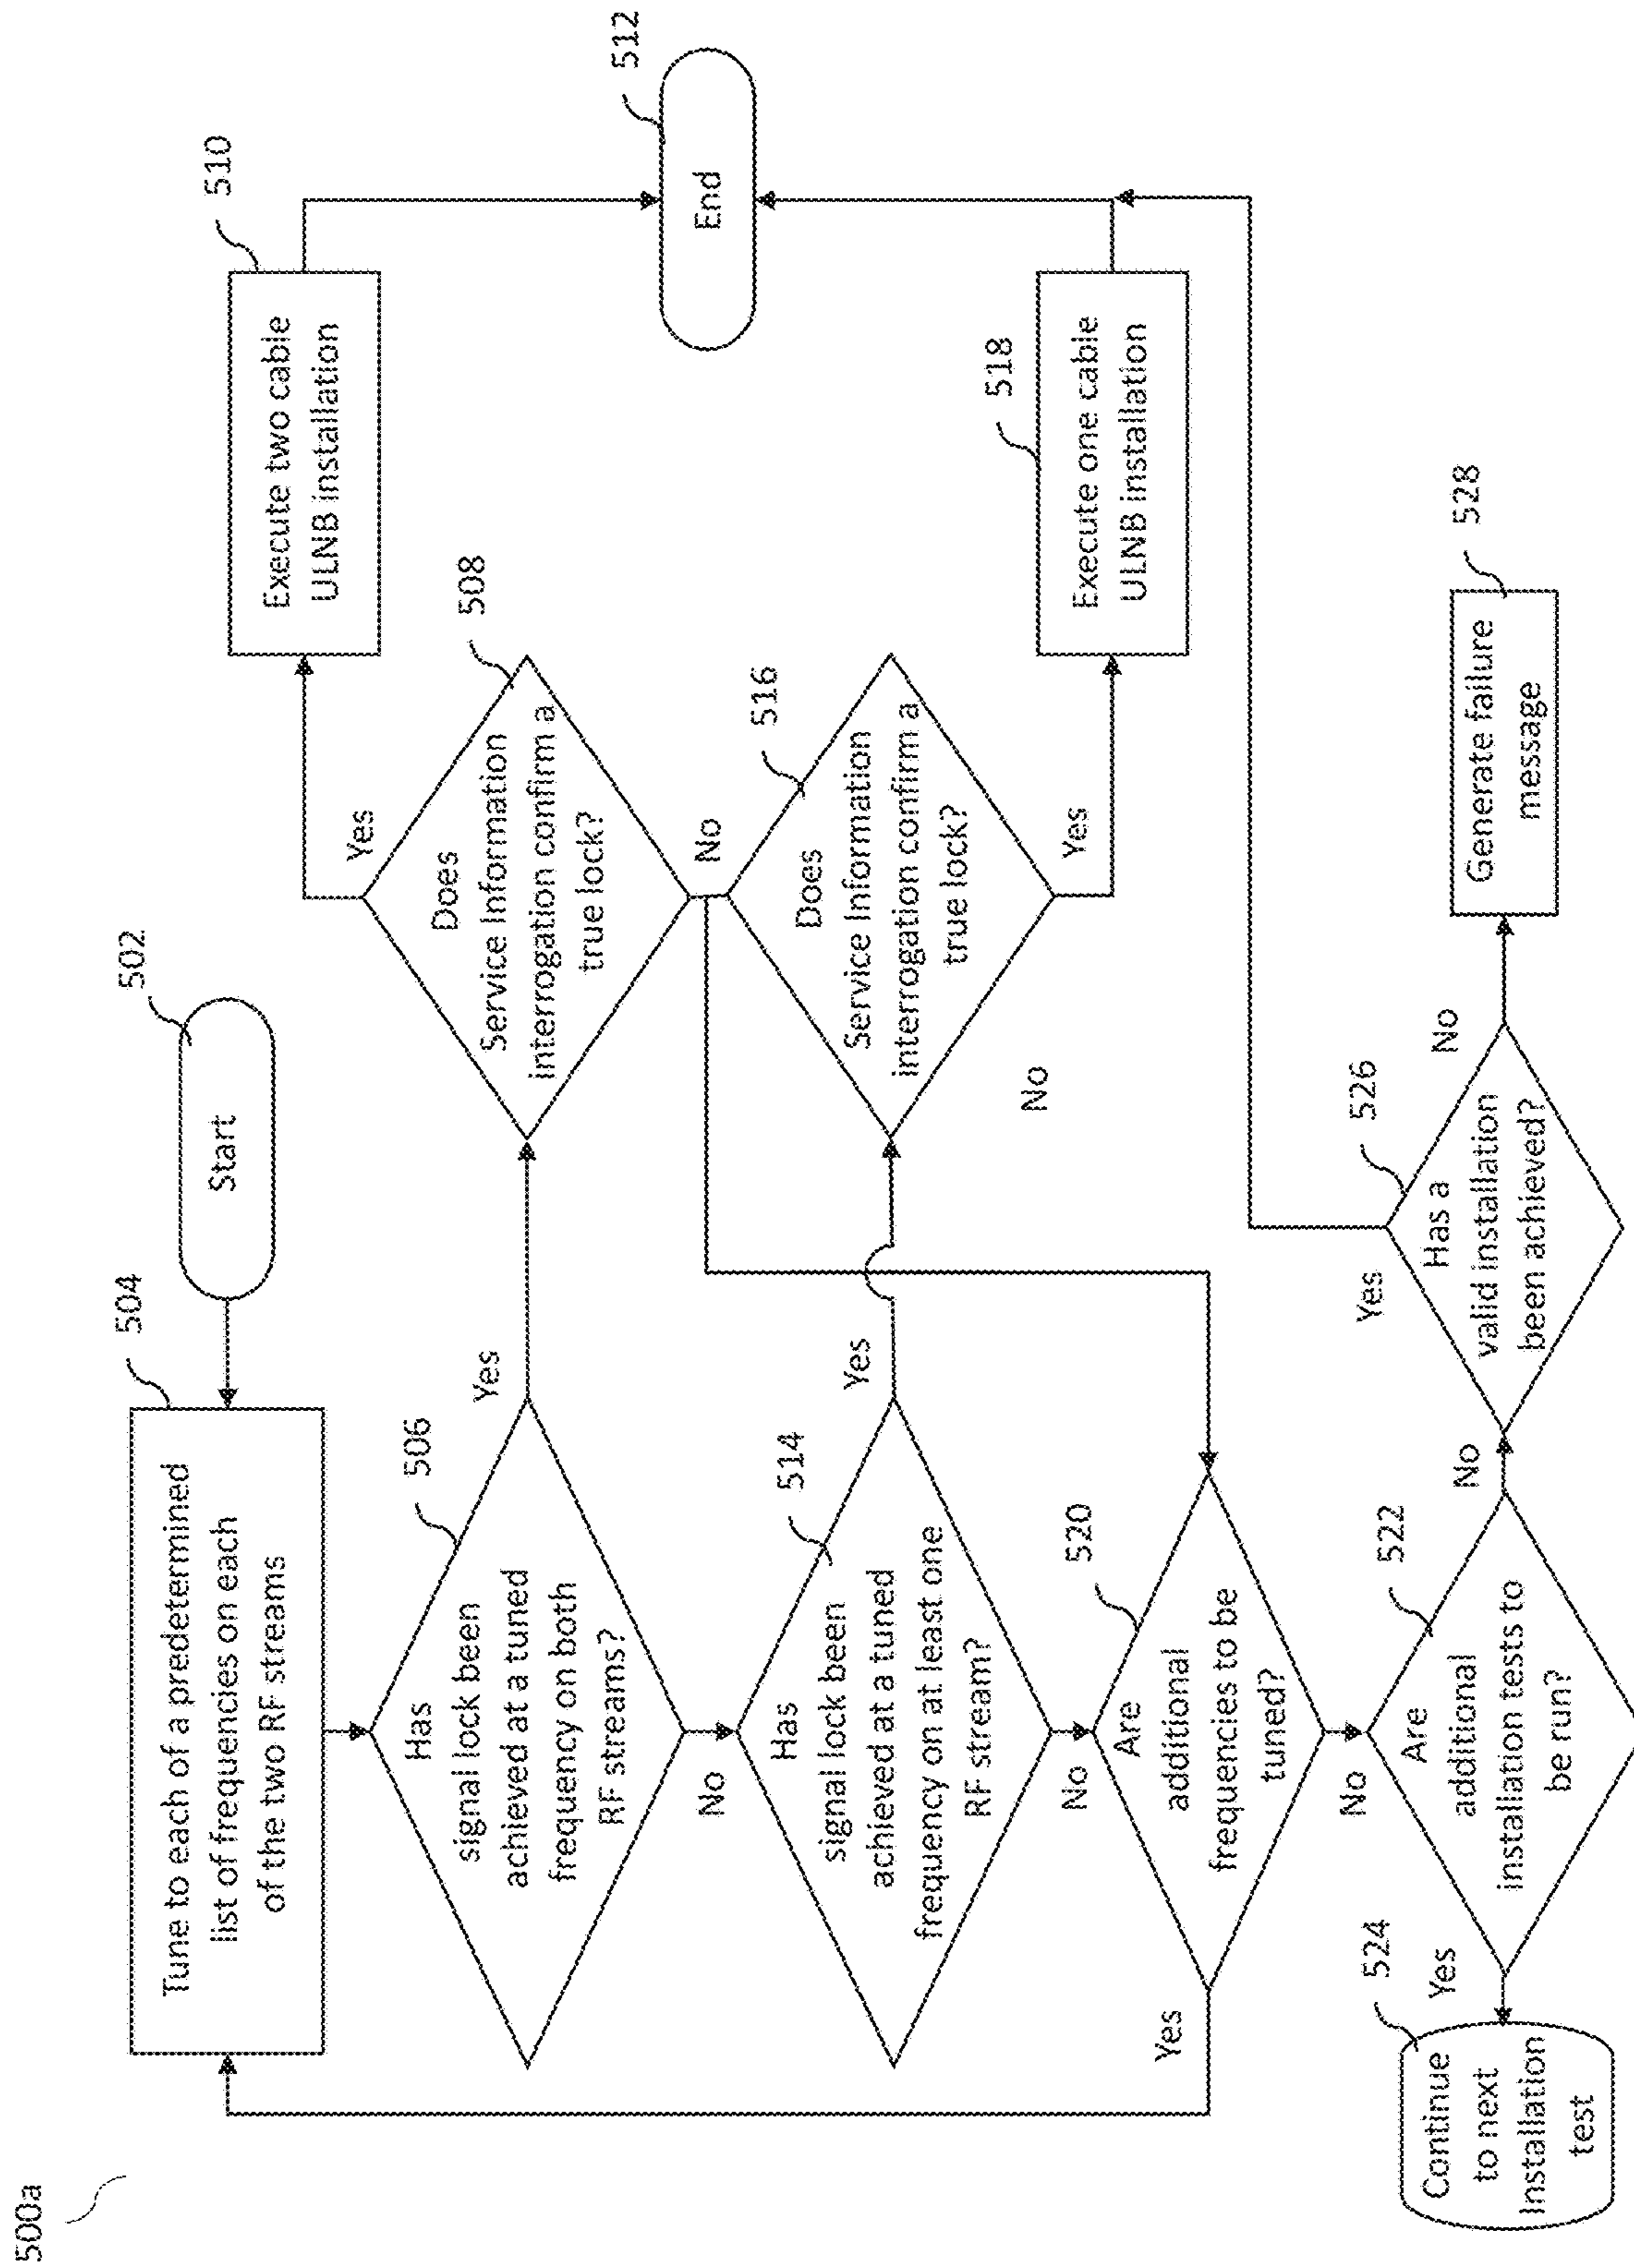 500a
502
Start
504
Tune to each of a predetermined
list of frequencies on each
of the two RF streams
506
Has
signal lock been
achieved at a tuned
frequency on both
RF streams?
Yes
No
508
Does
Service Information
interrogation confirm a
true lock?
Yes
No
510
Execute two cable
ULNB installation
512
End
514
Has
signal lock been
achieved at a tuned
frequency on at least one
RF stream?
Yes
No
516
Does
Service Information
interrogation confirm a
true lock?
No
Yes
518
Execute one cable
ULNB installation
520
Are
additional
frequencies to be
tuned?
Yes
No
522
Are
additional
installation tests to
be run?
Yes
No
524
Continue
to next
Installation
test
526
Has a
valid installation
been achieved?
Yes
No
528
Generate failure
message